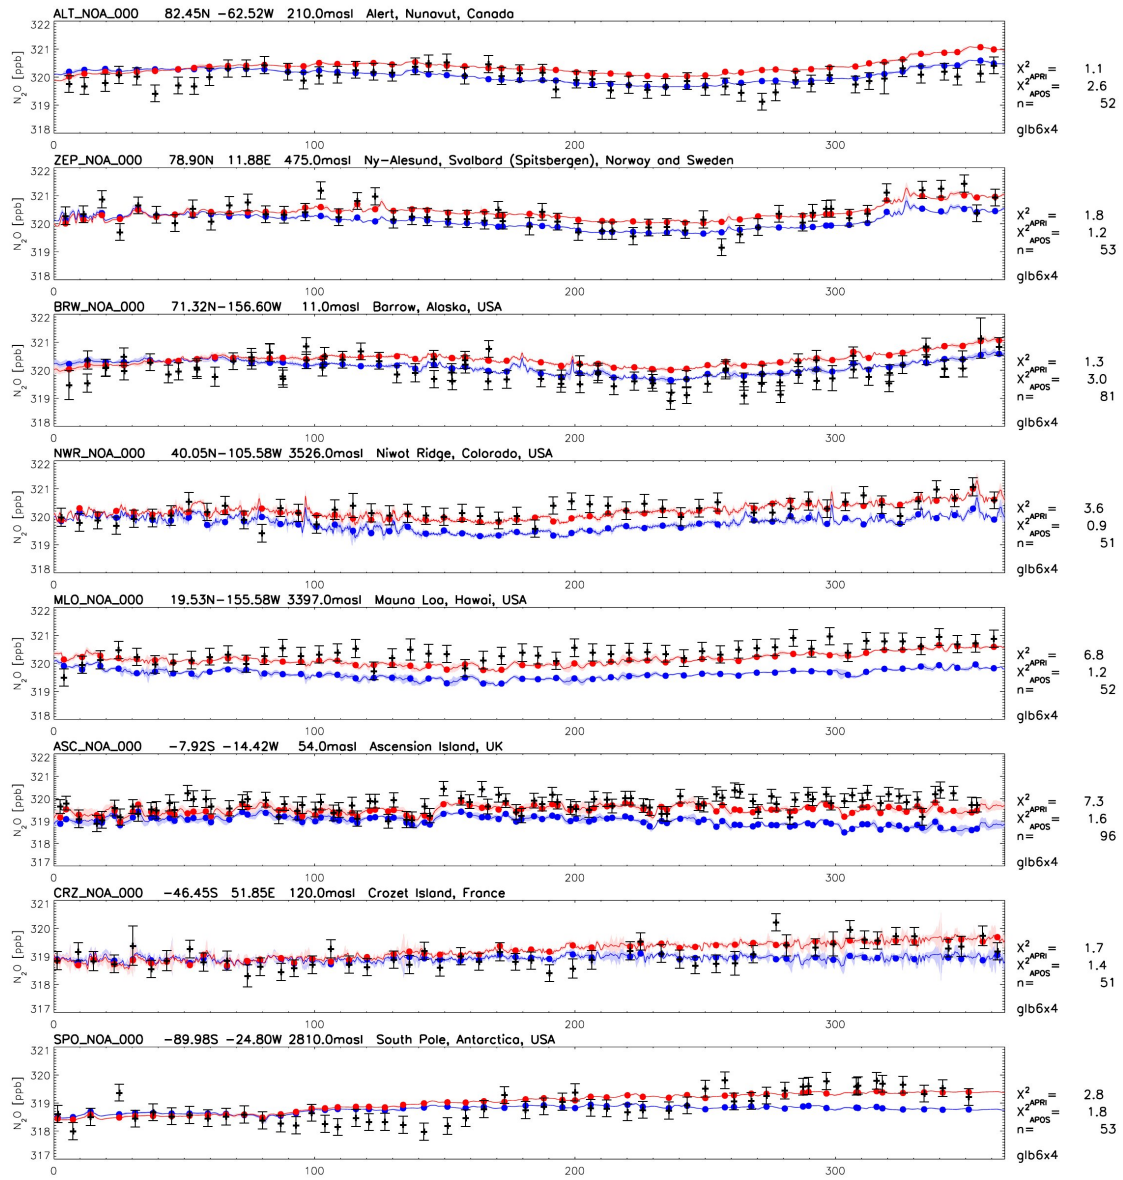 ALT_NOA_000 82.45N -62.52W 210.0masl Alert, Nunavut, Canada
322
321
320
319
318
N2O [ppb]
X²APRI = 1.1
X²APOS = 2.6
n= 52
glb6x4
ZEP_NOA_000 78.90N 11.88E 475.0masl Ny-Alesund, Svalbard (Spitsbergen), Norway and Sweden
322
321
320
319
318
N2O [ppb]
X²APRI = 1.8
X²APOS = 1.2
n= 53
glb6x4
0 100 200 300
BRW_NOA_000 71.32N-156.60W 11.0masl Barrow, Alaska, USA
322
321
320
319
318
N2O [ppb]
X²APRI = 1.3
X²APOS = 3.0
n= 81
glb6x4
0 100 200 300
NWR_NOA_000 40.05N-105.58W 3526.0masl Niwot Ridge, Colorado, USA
322
321
320
319
318
N2O [ppb]
X²APRI = 3.6
X²APOS = 0.9
n= 51
glb6x4
0 100 200 300
MLO_NOA_000 19.53N-155.58W 3397.0masl Mauna Loa, Hawai, USA
322
321
320
319
318
N2O [ppb]
X²APRI = 6.8
X²APOS = 1.2
n= 52
glb6x4
0 100 200 300
ASC_NOA_000 -7.92S -14.42W 54.0masl Ascension Island, UK
322
321
320
319
318
317
N2O [ppb]
X²APRI = 7.3
X²APOS = 1.6
n= 96
glb6x4
0 100 200 300
CRZ_NOA_000 -46.45S 51.85E 120.0masl Crozet Island, France
321
320
319
318
317
N2O [ppb]
X²APRI = 1.7
X²APOS = 1.4
n= 51
glb6x4
0 100 200 300
SPO_NOA_000 -89.98S -24.80W 2810.0masl South Pole, Antarctica, USA
321
320
319
318
317
N2O [ppb]
X²APRI = 2.8
X²APOS = 1.8
n= 53
glb6x4
0 100 200 300